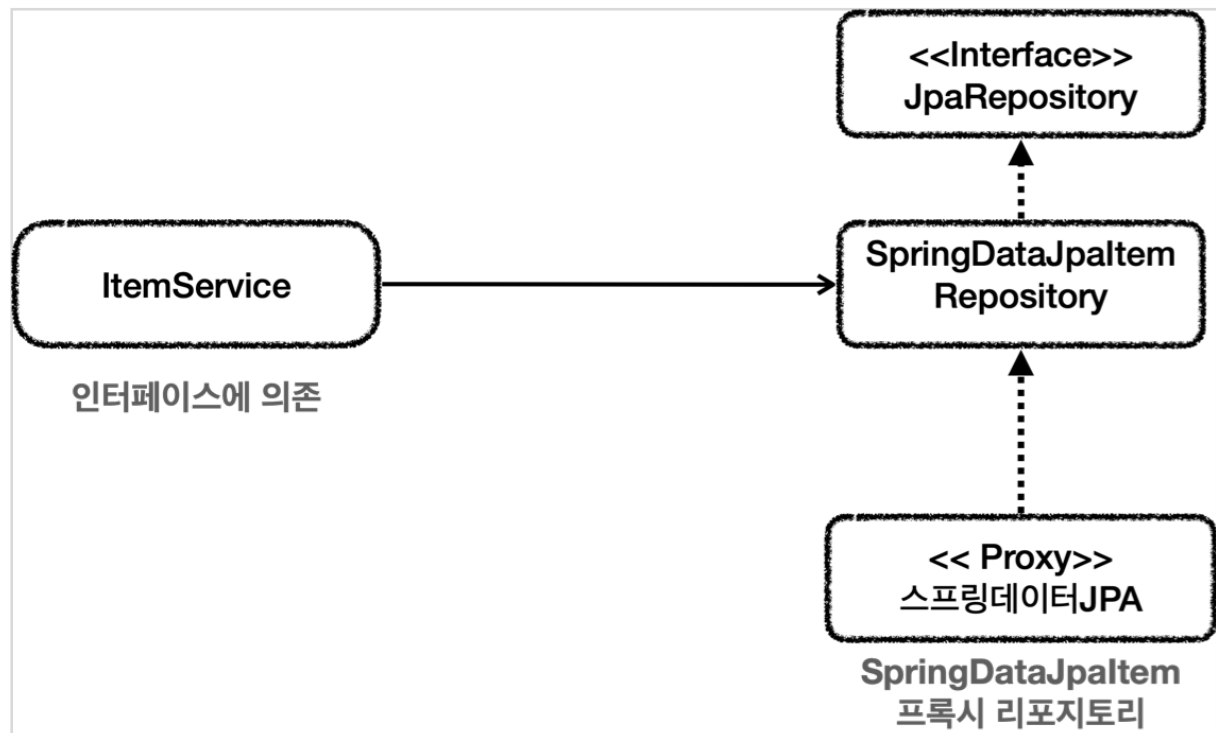 <<Interface>>
JpaRepository
ItemService
SpringDataJpaItem
Repository
인터페이스에 의존
<< Proxy>>
스프링데이터JPA
SpringDataJpaItem
프록시 리포지토리